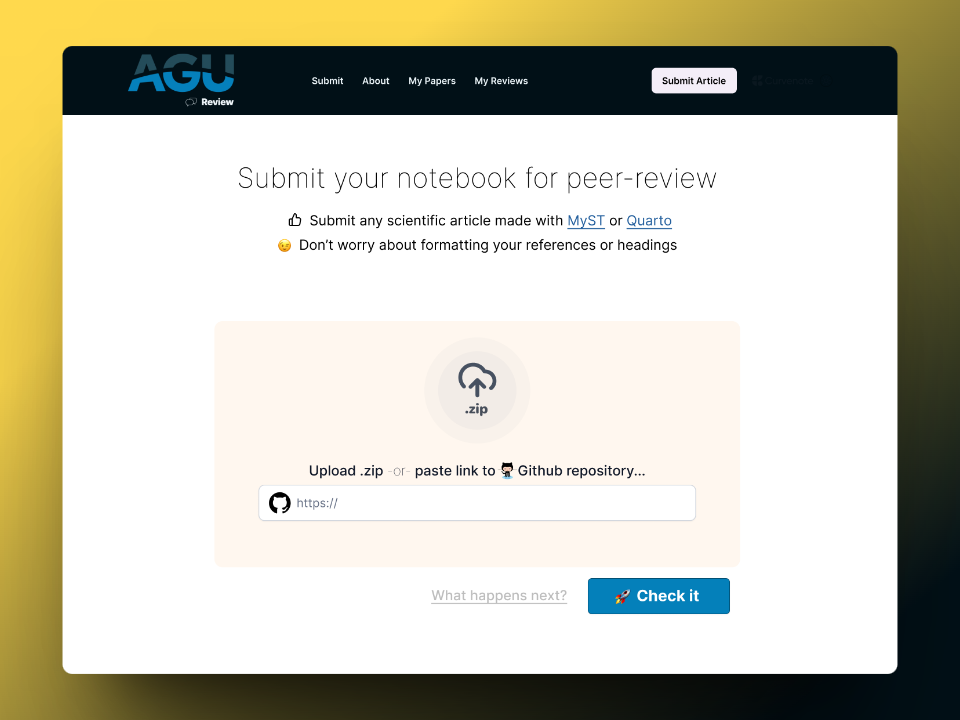 AGU
Review
Submit About My Papers My Reviews
Submit Article
Submit your notebook for peer-review
Submit any scientific article made with MyST or Quarto
Don’t worry about formatting your references or headings
.zip
Upload .zip -or- paste link to Github repository...
https://
What happens next?
Check it